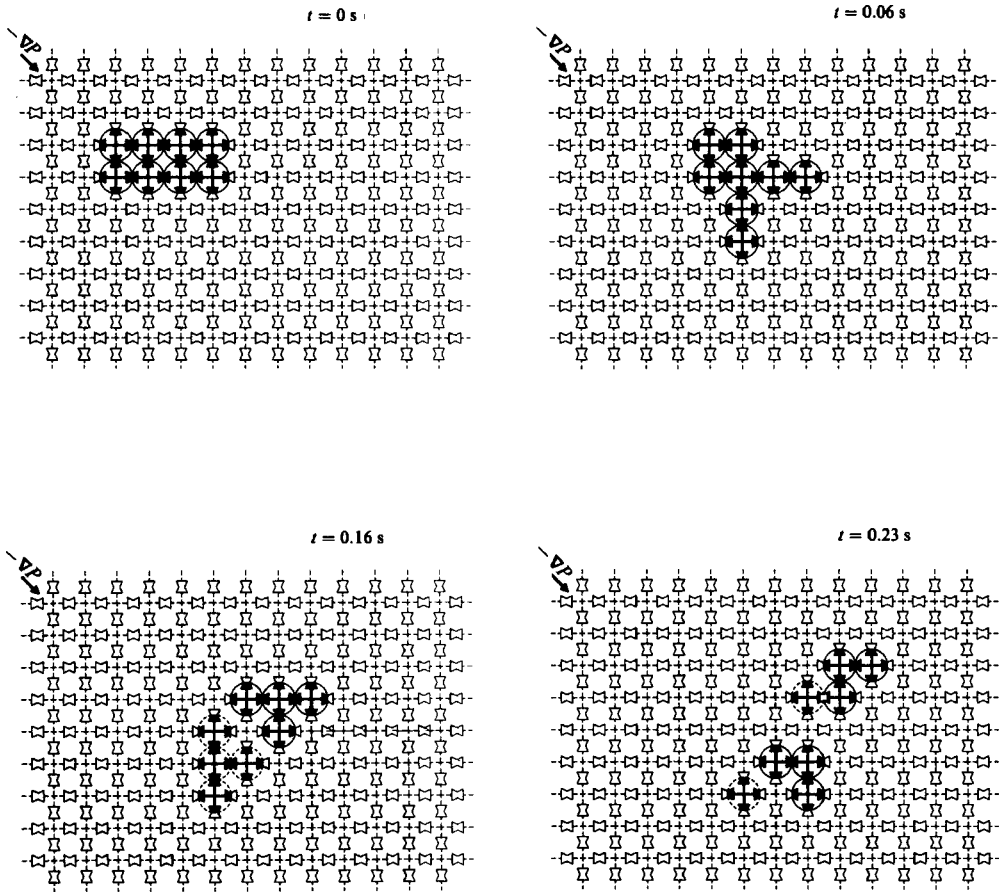 t = 0 s
− ∇P
t = 0.06 s
− ∇P
t = 0.16 s
− ∇P
t = 0.23 s
− ∇P